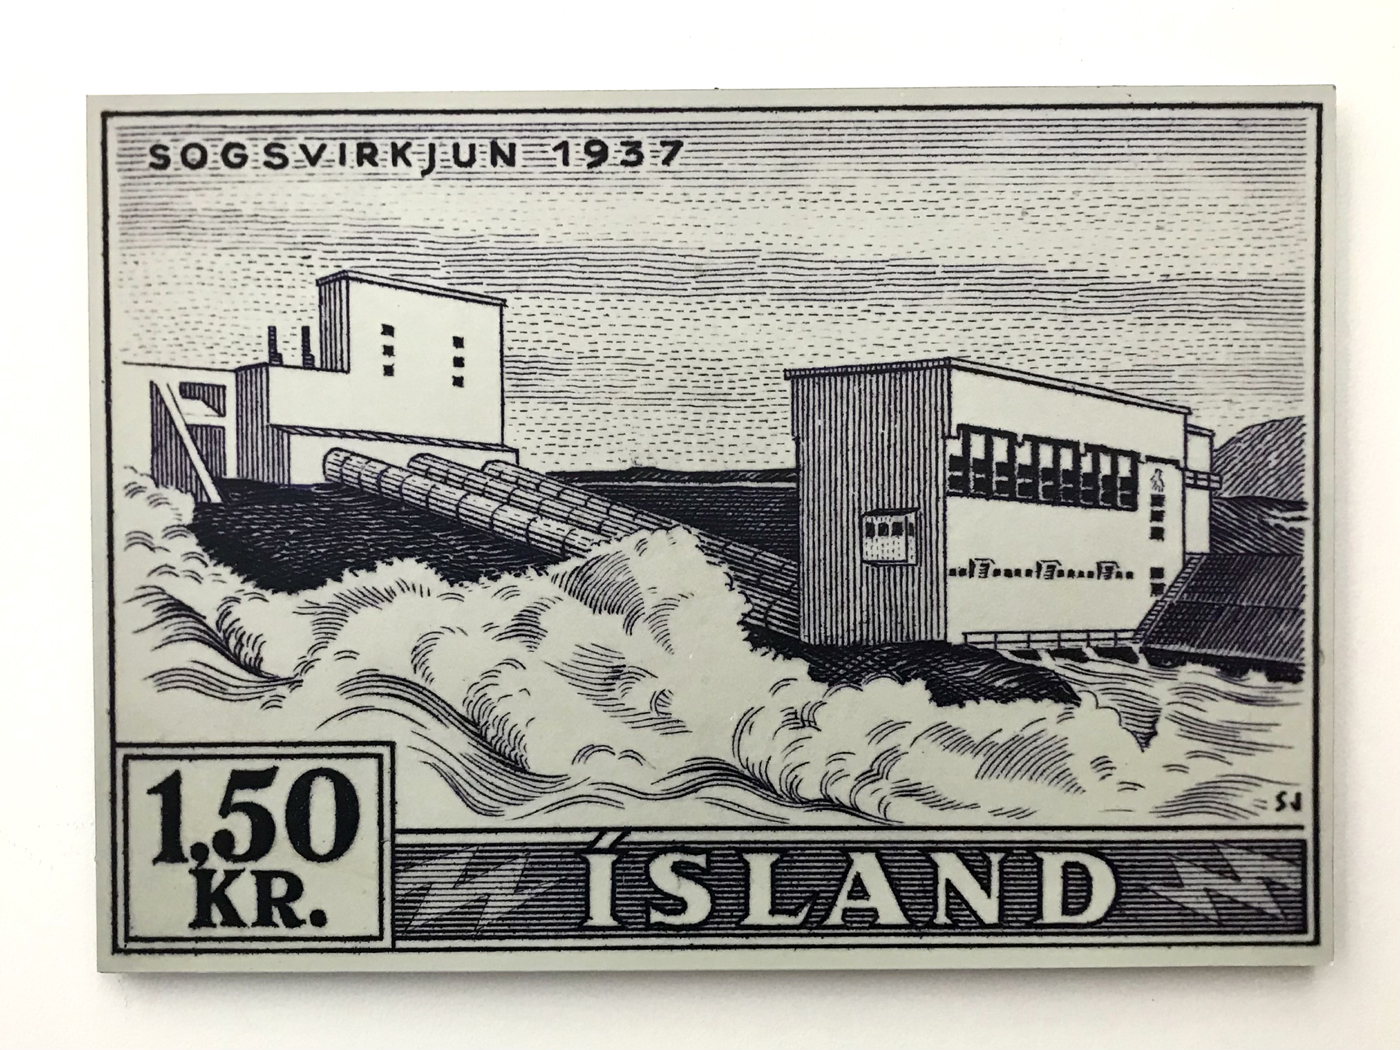 SOGSVIRKJUN 1937
SJ
1,50
KR.
ÍSLAND